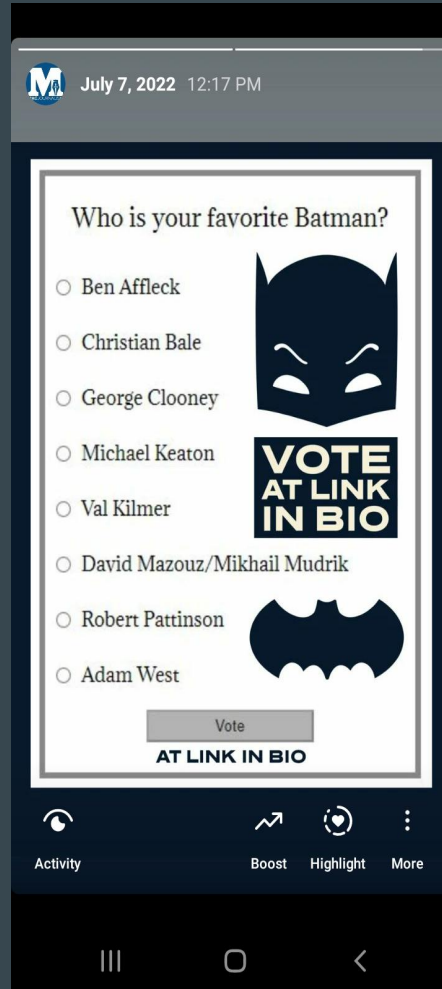 July 7, 2022 12:17 PM
Who is your favorite Batman?
Ben Affleck
Christian Bale
George Clooney
Michael Keaton
Val Kilmer
David Mazouz/Mikhail Mudrik
Robert Pattinson
Adam West
VOTE
AT LINK
IN BIO
Vote
AT LINK IN BIO
Activity
Boost
Highlight
More